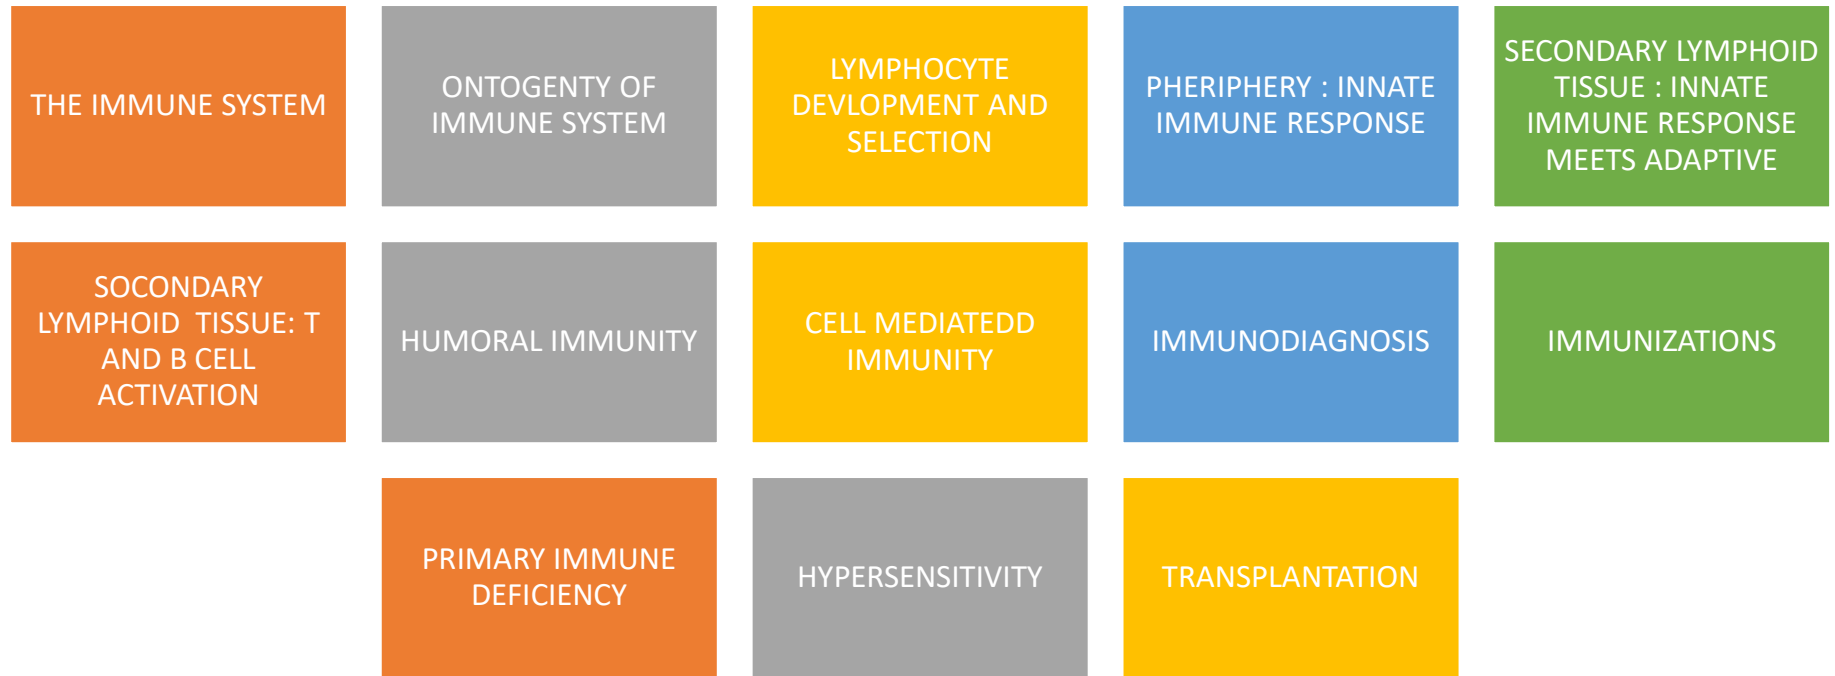 THE IMMUNE SYSTEM
ONTOGENTY OF
IMMUNE SYSTEM
LYMPHOCYTE
DEVLOPMENT AND
SELECTION
PHERIPHERY : INNATE
IMMUNE RESPONSE
SECONDARY LYMPHOID
TISSUE : INNATE
IMMUNE RESPONSE
MEETS ADAPTIVE
SOCONDARY
LYMPHOID TISSUE: T
AND B CELL
ACTIVATION
HUMORAL IMMUNITY
CELL MEDIATEDD
IMMUNITY
IMMUNODIAGNOSIS
IMMUNIZATIONS
PRIMARY IMMUNE
DEFICIENCY
HYPERSENSITIVITY
TRANSPLANTATION